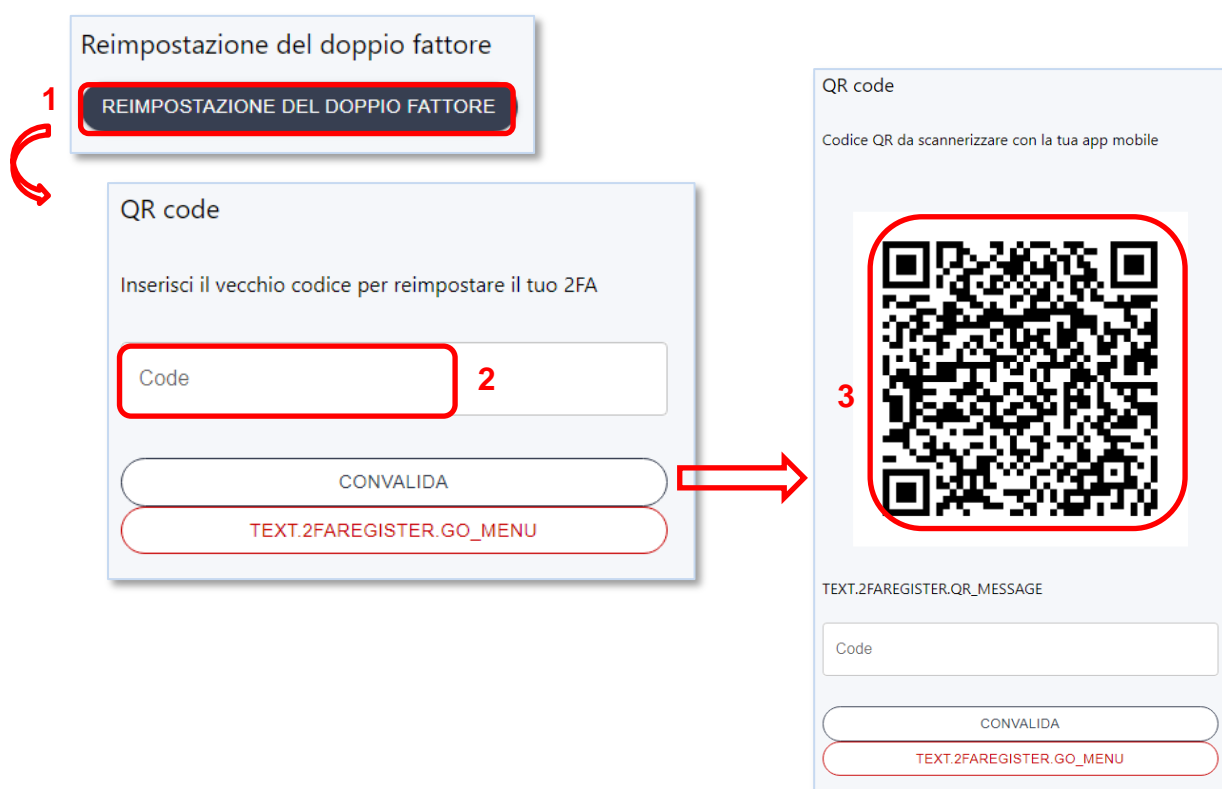 Reimpostazione del doppio fattore
1
REIMPOSTAZIONE DEL DOPPIO FATTORE
QR code
Inserisci il vecchio codice per reimpostare il tuo 2FA
Code
2
CONVALIDA
TEXT.2FAREGISTER.GO_MENU
QR code
Codice QR da scannerizzare con la tua app mobile
3
TEXT.2FAREGISTER.QR_MESSAGE
Code
CONVALIDA
TEXT.2FAREGISTER.GO_MENU